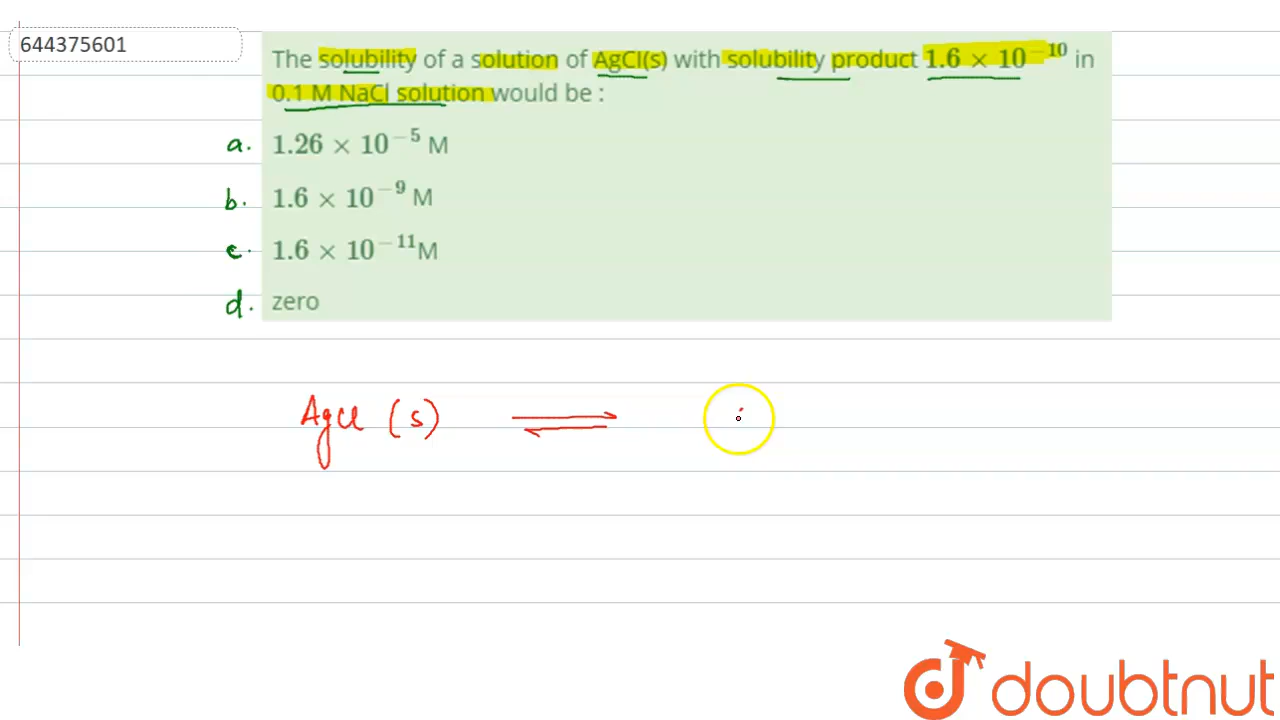 644375601
The solubility of a solution of AgCl(s) with solubility product 1.6 × 10⁻¹⁰ in
0.1 M NaCl solution would be :
a. 1.26 × 10⁻⁵ M
b. 1.6 × 10⁻⁹ M
c. 1.6 × 10⁻¹¹M
d. zero
AgCl (s) ⇌
doubtnut